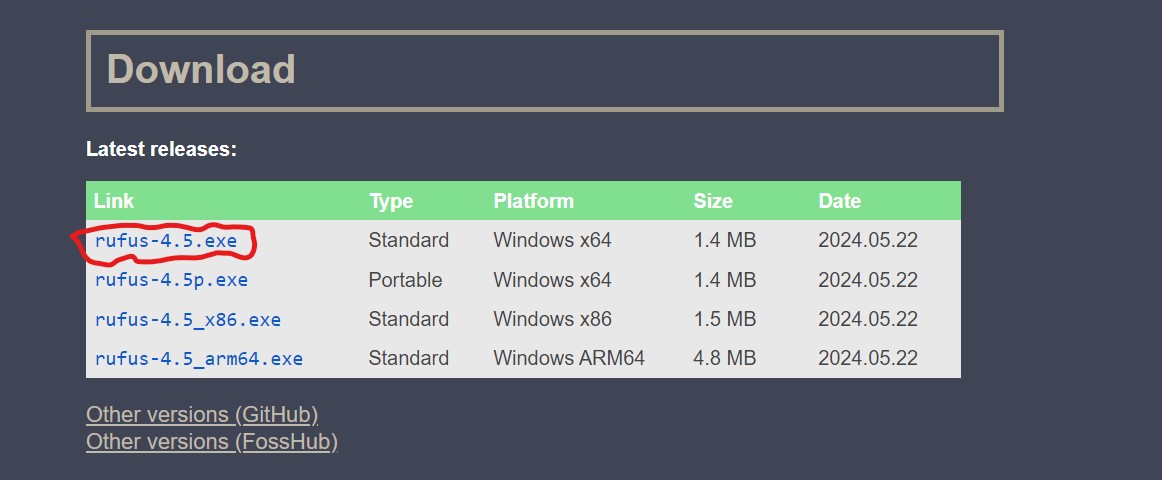 Download
Latest releases:
Link Type Platform Size Date
rufus-4.5.exe Standard Windows x64 1.4 MB 2024.05.22
rufus-4.5p.exe Portable Windows x64 1.4 MB 2024.05.22
rufus-4.5_x86.exe Standard Windows x86 1.5 MB 2024.05.22
rufus-4.5_arm64.exe Standard Windows ARM64 4.8 MB 2024.05.22
Other versions (GitHub)
Other versions (FossHub)